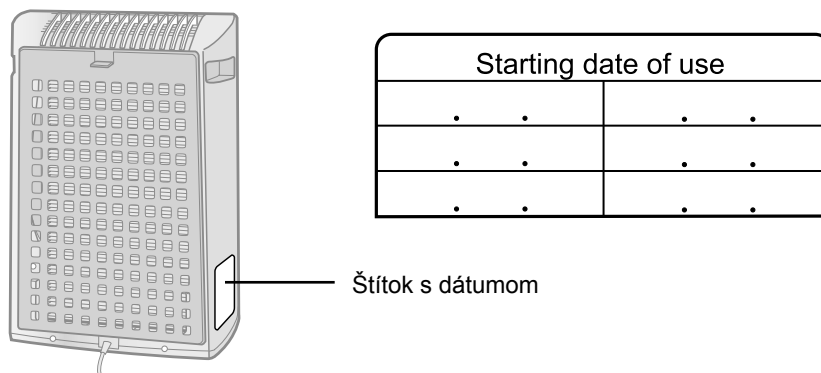 Starting date of use
. . . .
. . . .
. . . .
Štítok s dátumom